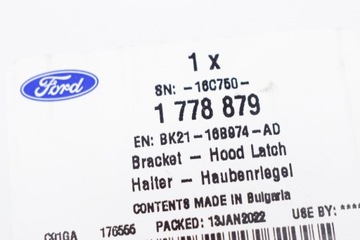 1 x
Ford
SN: -16C750-
1 778 879
EN: BK21-16B974-AD
Bracket - Hood Latch
Halter - Haubenriegel
CONTENTS MADE IN Bulgaria
C91GA 176556 PACKED: 13JAN2022 USE BY: ****